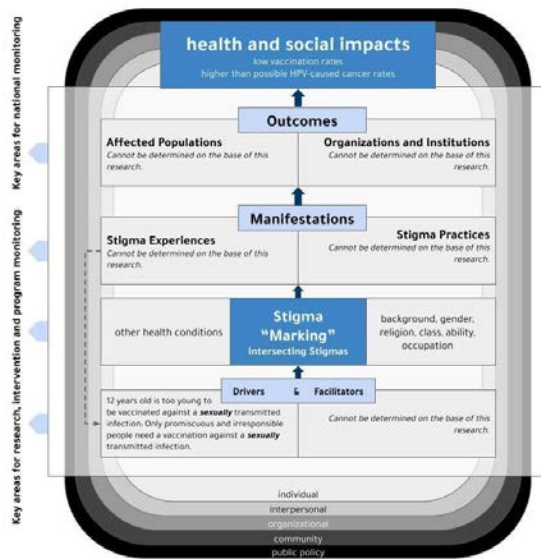 health and social impacts
low vaccination rates
higher than possible HPV-caused cancer rates
Key areas for national monitoring
Outcomes
Affected Populations
Cannot be determined on the base of this
research.
Organizations and Institutions
Cannot be determined on the base of this
research.
Manifestations
Stigma Experiences
Cannot be determined on the base of this
research.
Stigma Practices
Cannot be determined on the base of this
research.
Key areas for research, intervention and program monitoring
other health conditions
Stigma
"Marking"
Intersecting Stigmas
background, gender,
religion, class, ability,
occupation
Drivers & Facilitators
12 years old is too young to
be vaccinated against a sexually transmitted
infection. Only promiscuous and irresponsible
people need a vaccination against a sexually
transmitted infection.
Cannot be determined on the base of this
research.
individual
interpersonal
organizational
community
public policy